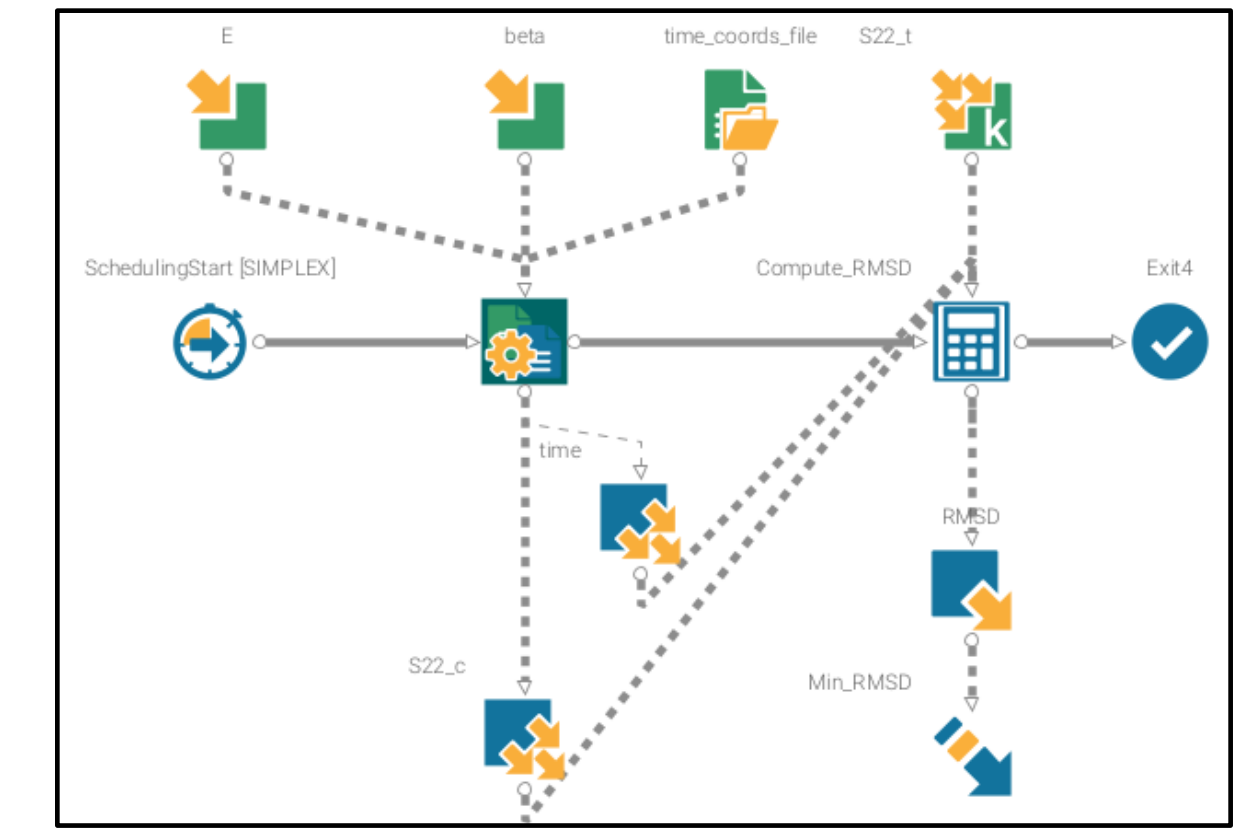 E
beta
time_coords_file
S22_t
k
SchedulingStart [SIMPLEX]
Compute_RMSD
Exit4
time
RMSD
S22_c
Min_RMSD